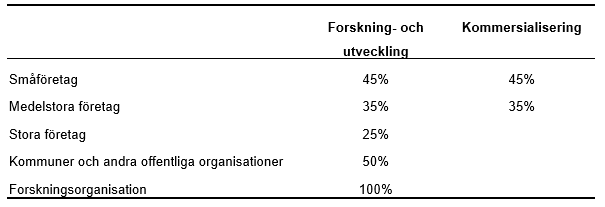 Forskning- och
utveckling Kommersialisering
Småföretag 45% 45%
Medelstora företag 35% 35%
Stora företag 25%
Kommuner och andra offentliga organisationer 50%
Forskningsorganisation 100%